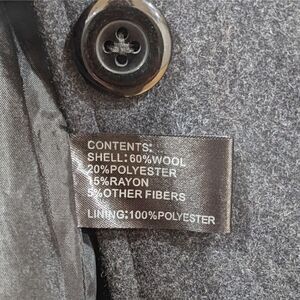 CONTENTS:
SHELL:60%WOOL
20%POLYESTER
15%RAYON
5%OTHER FIBERS
LINING:100%POLYESTER